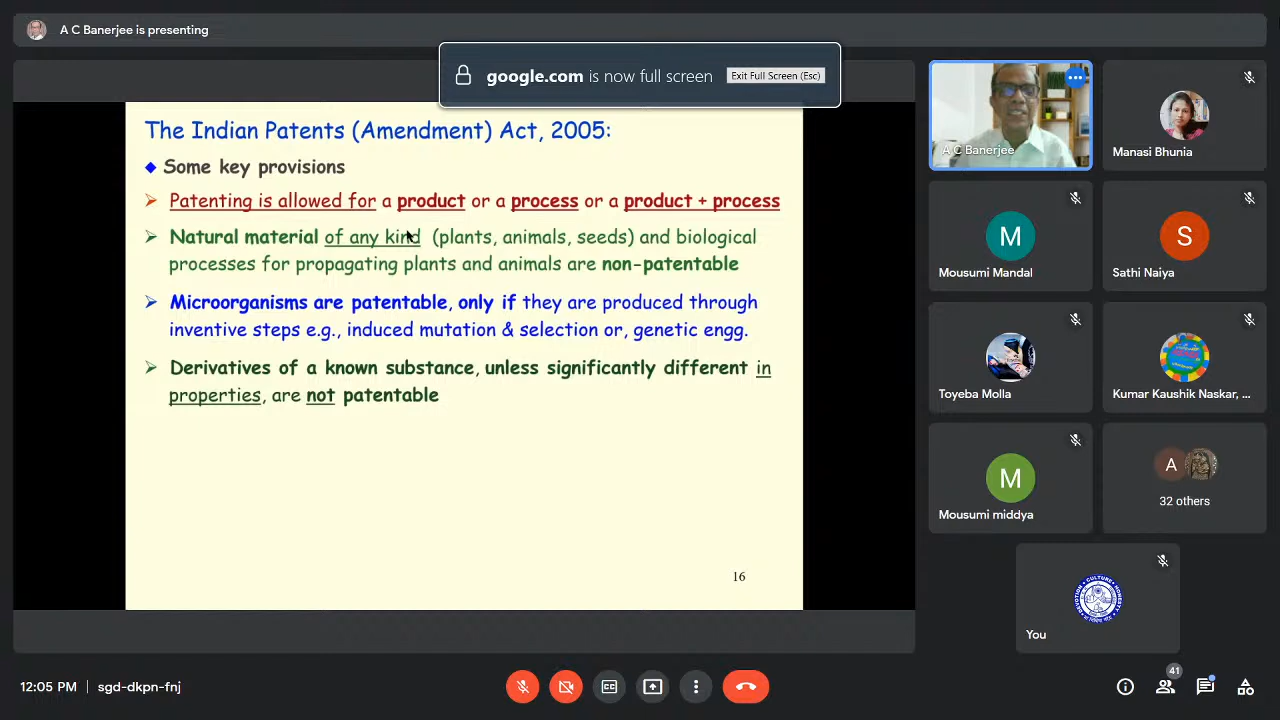 A C Banerjee is presenting
google.com is now full screen Exit Full Screen (Esc)
The Indian Patents (Amendment) Act, 2005:
Some key provisions
Patenting is allowed for a product or a process or a product + process
Natural material of any kind (plants, animals, seeds) and biological
processes for propagating plants and animals are non-patentable
Microorganisms are patentable, only if they are produced through
inventive steps e.g., induced mutation & selection or, genetic engg.
Derivatives of a known substance, unless significantly different in
properties, are not patentable
16
A C Banerjee
Manasi Bhunia
M
Mousumi Mandal
S
Sathi Naiya
Toyeba Molla
Kumar Kaushik Naskar, ...
M
Mousumi middya
A
32 others
You
12:05 PM | sgd-dkpn-fnj
CC
41